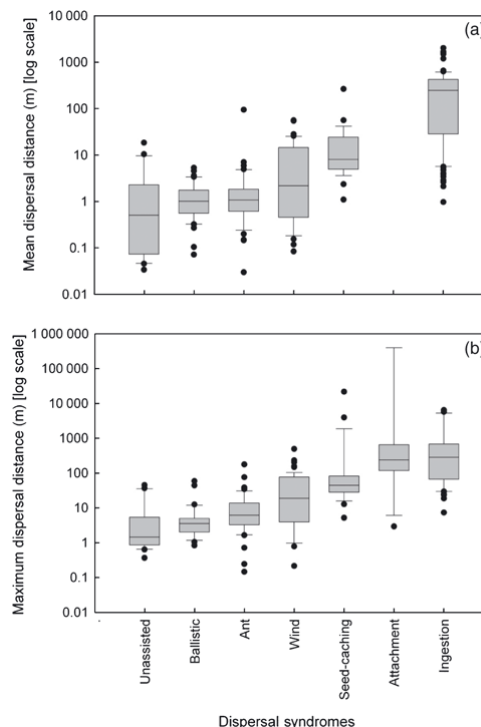 (a)
Mean dispersal distance (m) [log scale]
10 000
1000
100
10
1
0.1
0.01
(b)
Maximum dispersal distance (m) [log scale]
1 000 000
100 000
10 000
1000
100
10
1
0.1
0.01
Unassisted
Ballistic
Ant
Wind
Seed-caching
Attachment
Ingestion
Dispersal syndromes